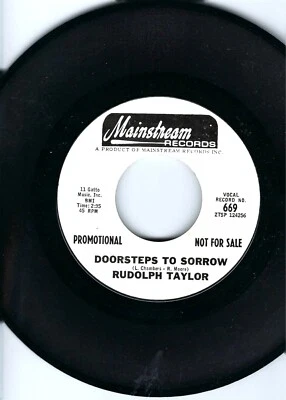 Mainstream
RECORDS
A PRODUCT OF MAINSTREAM RECORDS INC.
11 Gatto
Music, Inc.
BMI
Time: 2:35
45 RPM
VOCAL
RECORD NO.
669
ZTSP 124256
PROMOTIONAL
NOT FOR SALE
DOORSTEPS TO SORROW
(L. Chambers - W. Moore)
RUDOLPH TAYLOR